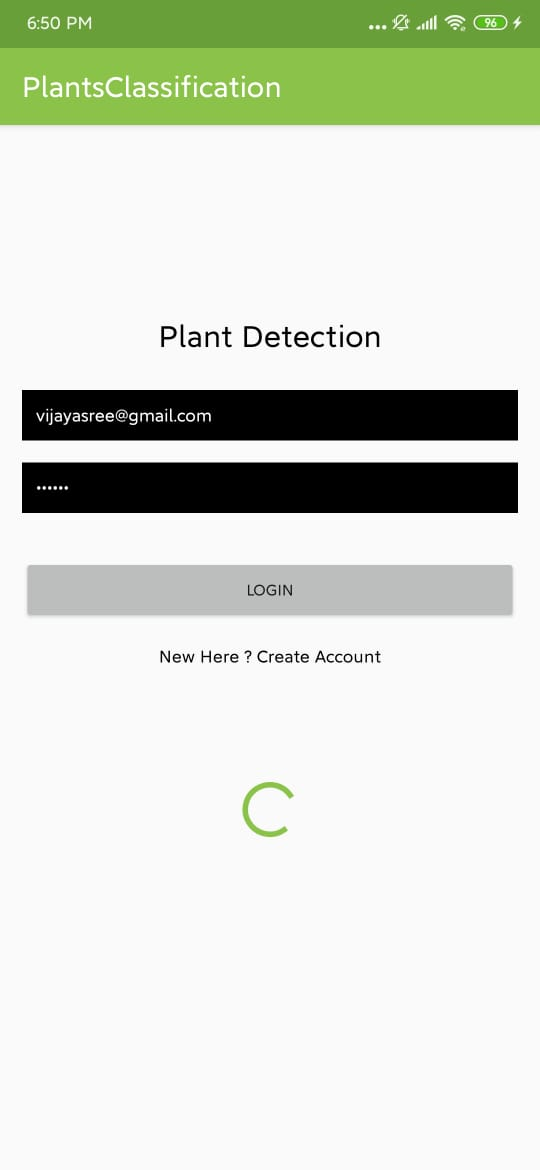 6:50 PM
96
PlantsClassification
Plant Detection
vijayasree@gmail.com
••••••
LOGIN
New Here ? Create Account